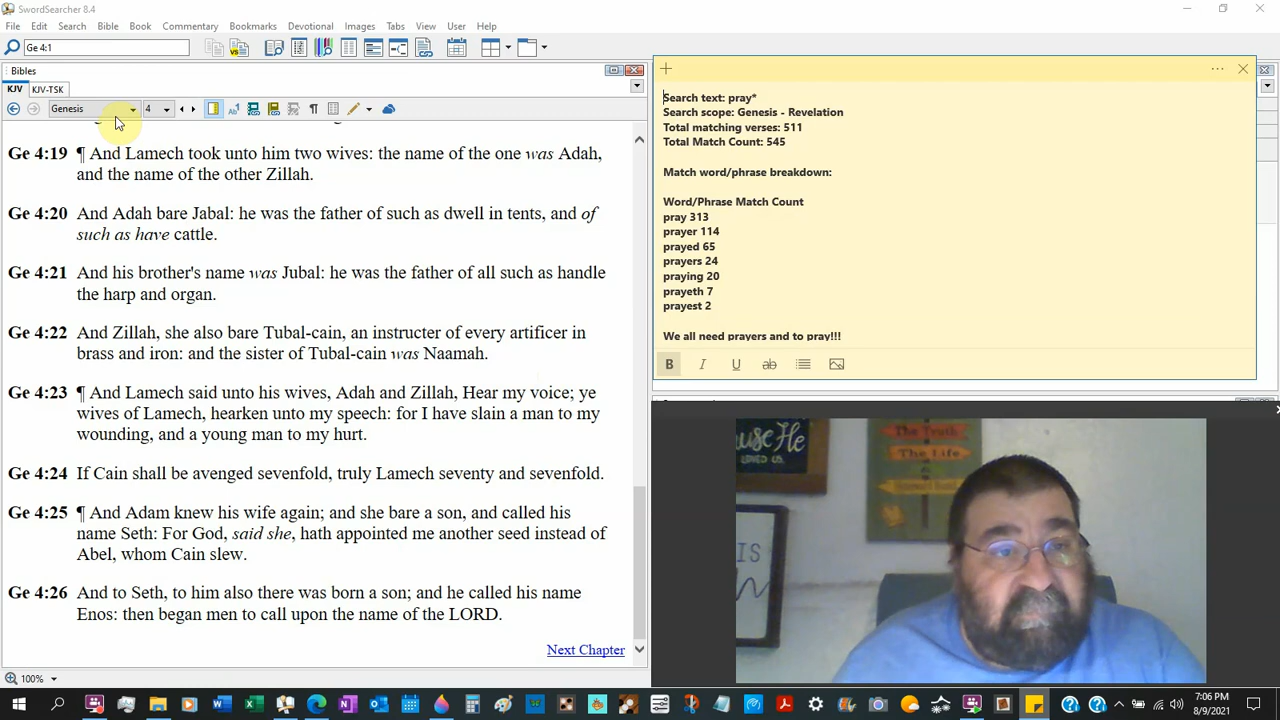 SwordSearcher 8.4
File Edit Search Bible Book Commentary Bookmarks Devotional Images Tabs View User Help
Ge 4:1
Bibles
KJV KJV-TSK
Genesis 4
Ge 4:19 ¶ And Lamech took unto him two wives: the name of the one was Adah,
and the name of the other Zillah.
Ge 4:20 And Adah bare Jabal: he was the father of such as dwell in tents, and of
such as have cattle.
Ge 4:21 And his brother's name was Jubal: he was the father of all such as handle
the harp and organ.
Ge 4:22 And Zillah, she also bare Tubal-cain, an instructer of every artificer in
brass and iron: and the sister of Tubal-cain was Naamah.
Ge 4:23 ¶ And Lamech said unto his wives, Adah and Zillah, Hear my voice; ye
wives of Lamech, hearken unto my speech: for I have slain a man to my
wounding, and a young man to my hurt.
Ge 4:24 If Cain shall be avenged sevenfold, truly Lamech seventy and sevenfold.
Ge 4:25 ¶ And Adam knew his wife again; and she bare a son, and called his
name Seth: For God, said she, hath appointed me another seed instead of
Abel, whom Cain slew.
Ge 4:26 And to Seth, to him also there was born a son; and he called his name
Enos: then began men to call upon the name of the LORD.
Next Chapter
100%
Search text: pray*
Search scope: Genesis - Revelation
Total matching verses: 511
Total Match Count: 545
Match word/phrase breakdown:
Word/Phrase Match Count
pray 313
prayer 114
prayed 65
prayers 24
praying 20
prayeth 7
prayest 2
We all need prayers and to pray!!!
B I U ab
He
LOVED US.
The Truth
The Life
7:06 PM
8/9/2021